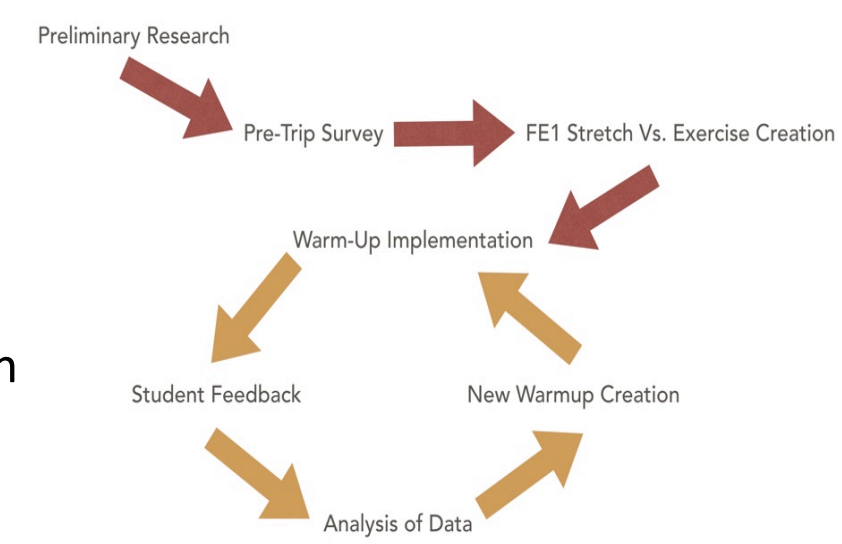 Preliminary Research
Pre-Trip Survey
FE1 Stretch Vs. Exercise Creation
Warm-Up Implementation
n
Student Feedback
New Warmup Creation
Analysis of Data